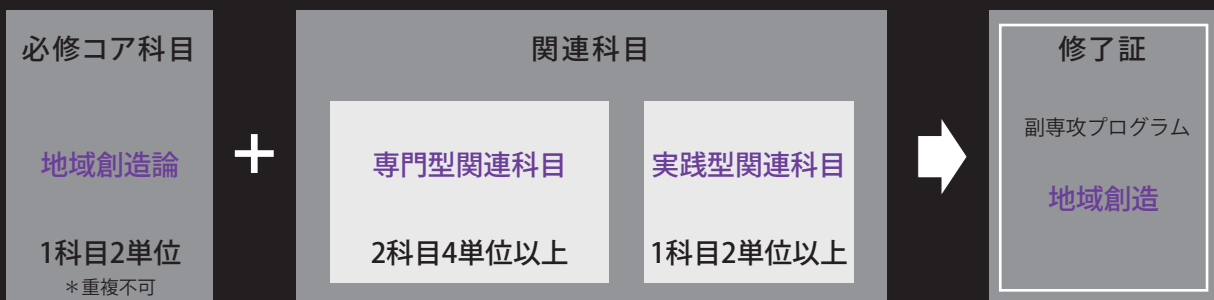 必修コア科目
地域創造論
1科目2単位
＊重複不可
＋
関連科目
専門型関連科目
2科目4単位以上
実践型関連科目
1科目2単位以上
修了証
副専攻プログラム
地域創造